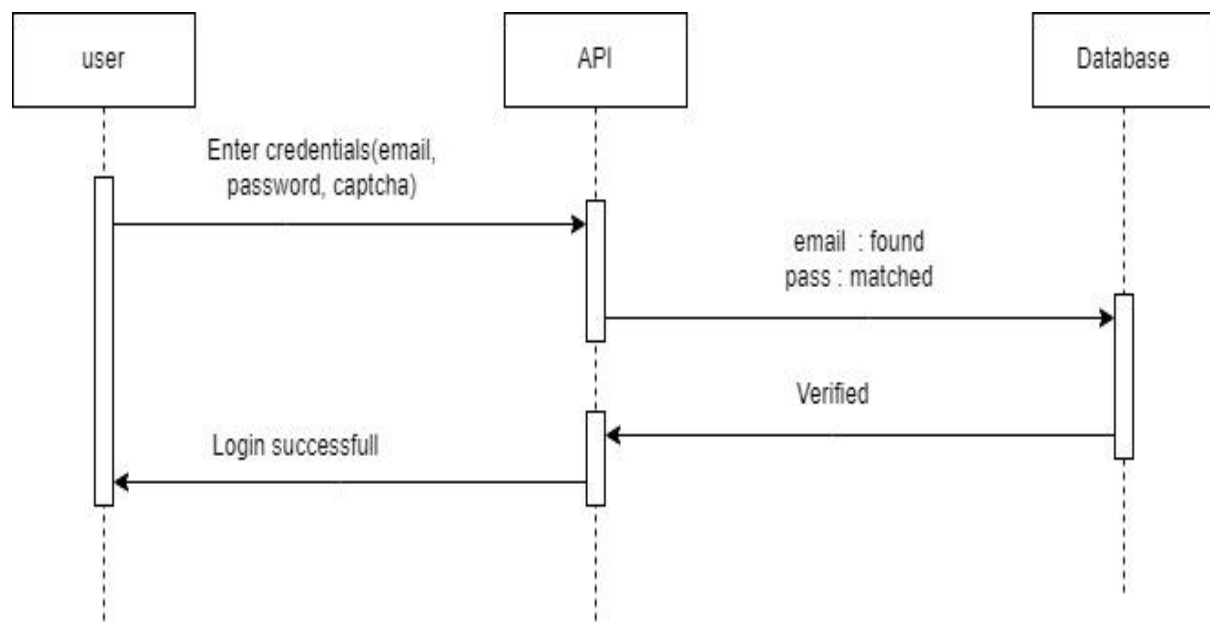 user
API
Database
Enter credentials(email,
password, captcha)
email : found
pass : matched
Verified
Login successfull